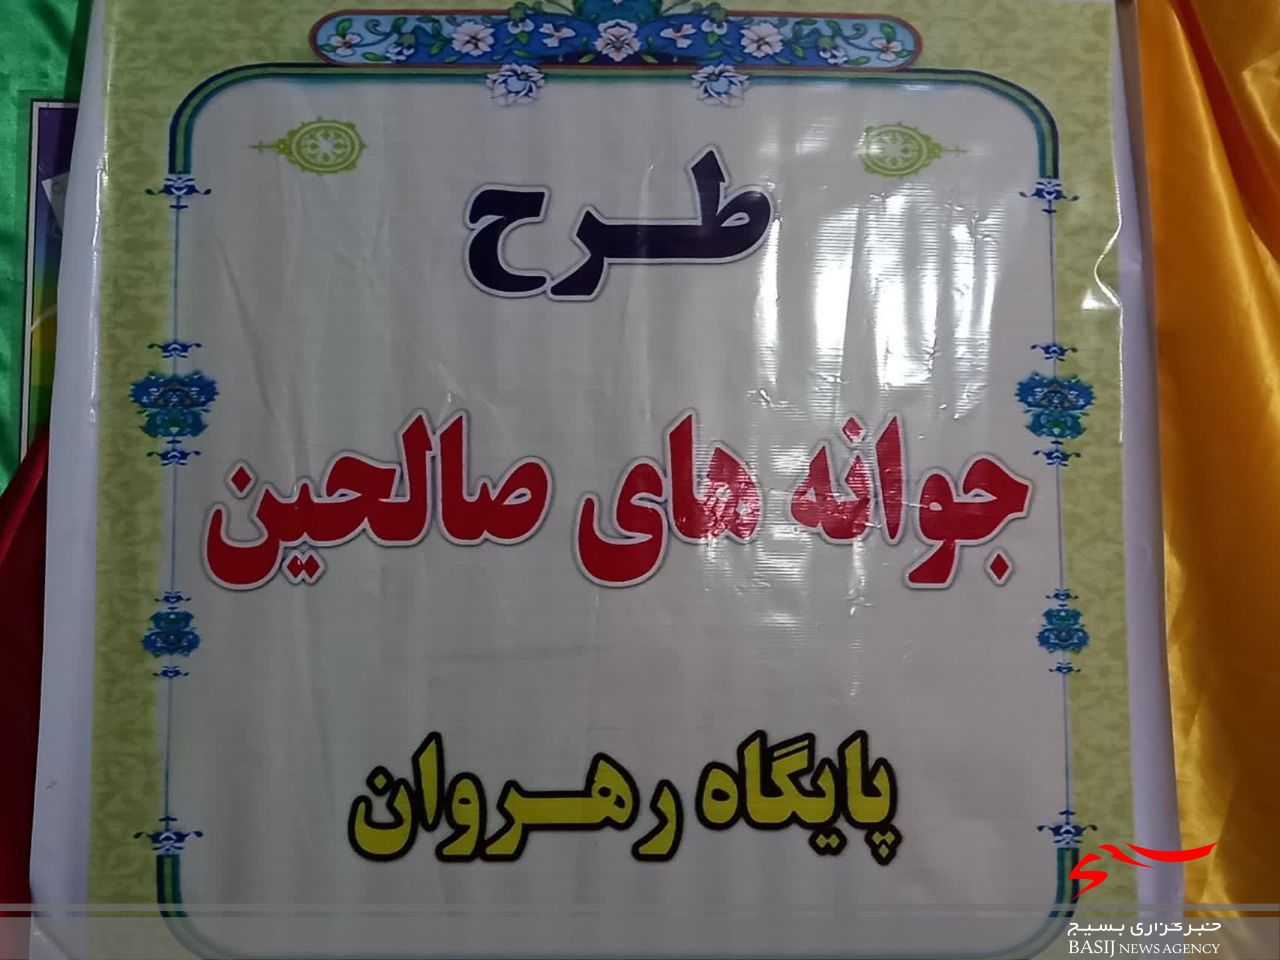 طرح
جوانه های صالحین
پایگاه رهروان
خبرگزاری بسیج
BASIJ NEWS AGENCY